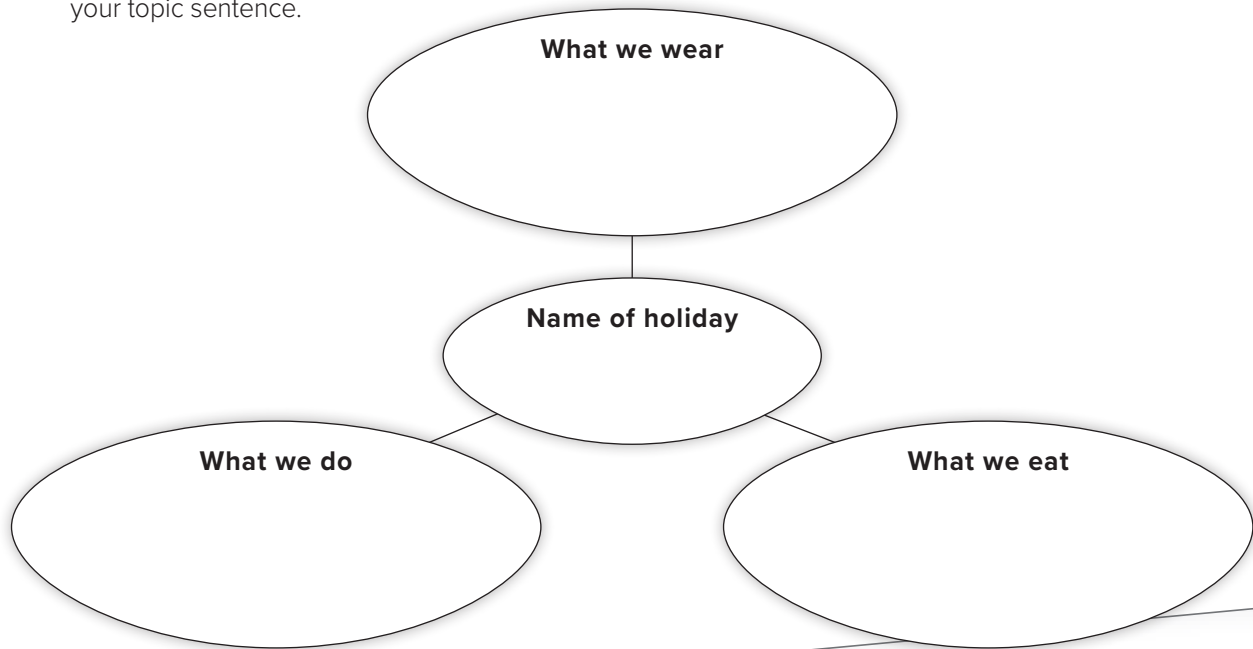 your topic sentence.
What we wear
Name of holiday
What we do
What we eat